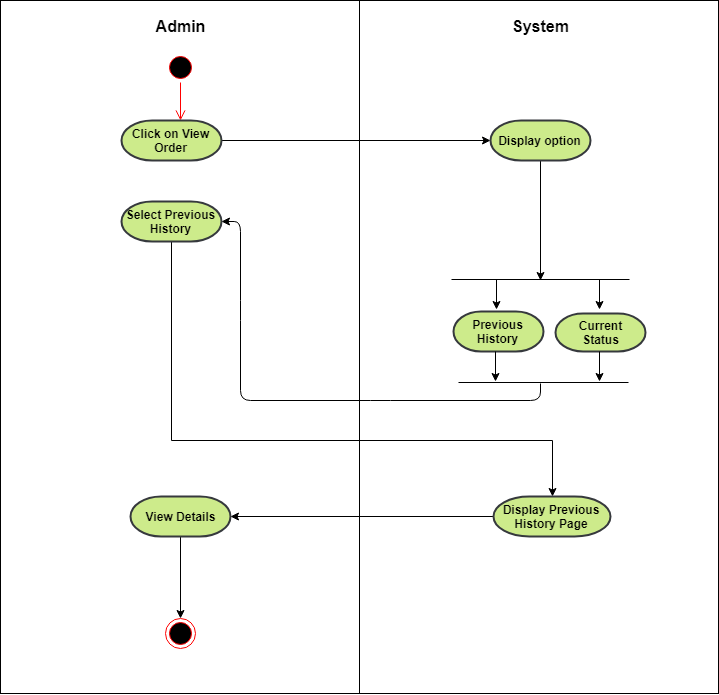 Admin
System
Click on View
Order
Display option
Select Previous
History
Previous
History
Current
Status
View Details
Display Previous
History Page